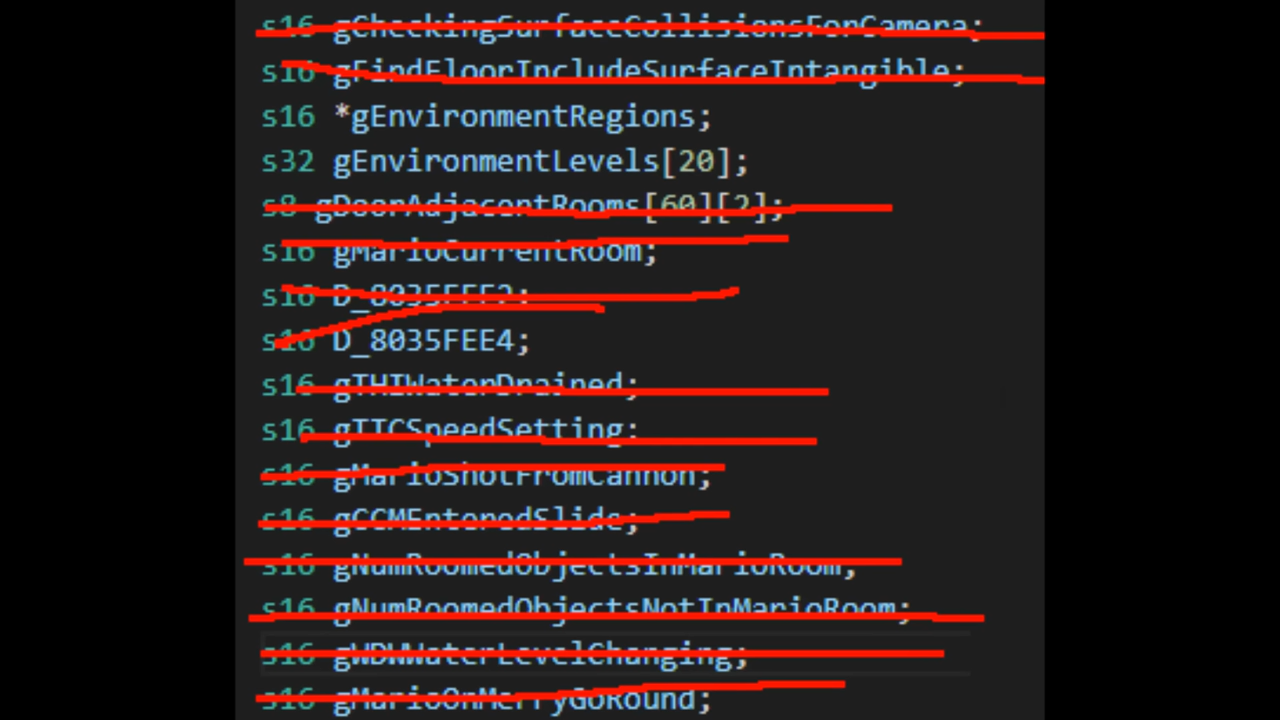 s16 gCheckingSurfaceCollisionsForCamera;
s16 gFindFloorIncludeSurfaceIntangible;
s16 *gEnvironmentRegions;
s32 gEnvironmentLevels[20];
s8 gDoorAdjacentRooms[60][2];
s16 gMarioCurrentRoom;
s16 D_8035FEE2;
s16 D_8035FEE4;
s16 gTHIWaterDrained;
s16 gTTCSpeedSetting;
s16 gMarioShotFromCannon;
s16 gCCMEnteredSlide;
s16 gNumRoomedObjectsInMarioRoom;
s16 gNumRoomedObjectsNotInMarioRoom;
s16 gWDWWaterLevelChanging;
s16 gMarioOnMerryGoRound;